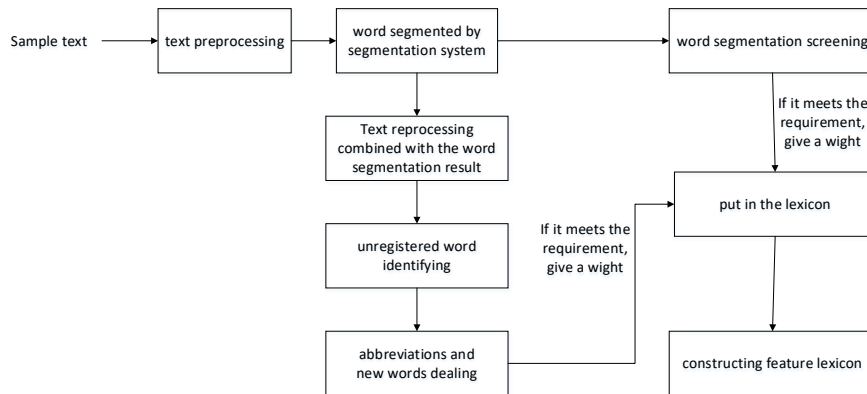 Sample text
text preprocessing
word segmented by
segmentation system
word segmentation screening
If it meets the
requirement,
give a wight
Text reprocessing
combined with the word
segmentation result
put in the lexicon
If it meets the
requirement,
give a wight
unregistered word
identifying
abbreviations and
new words dealing
constructing feature lexicon